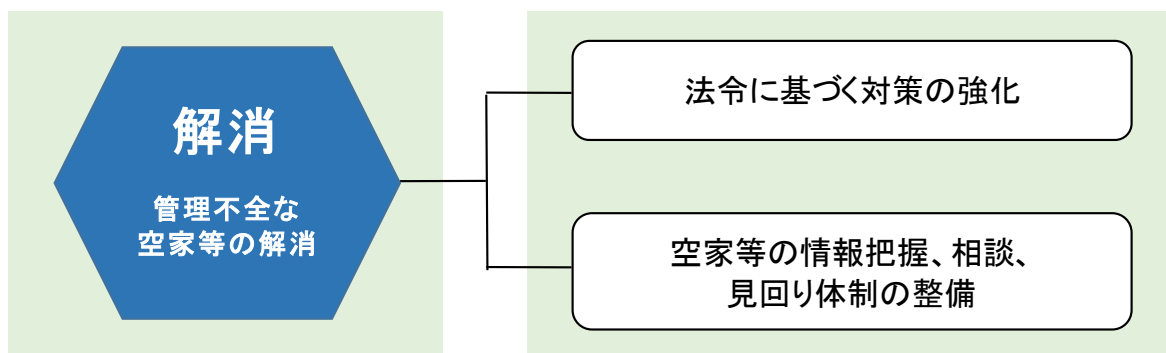 解消
管理不全な
空家等の解消
法令に基づく対策の強化
空家等の情報把握、相談、
見回り体制の整備